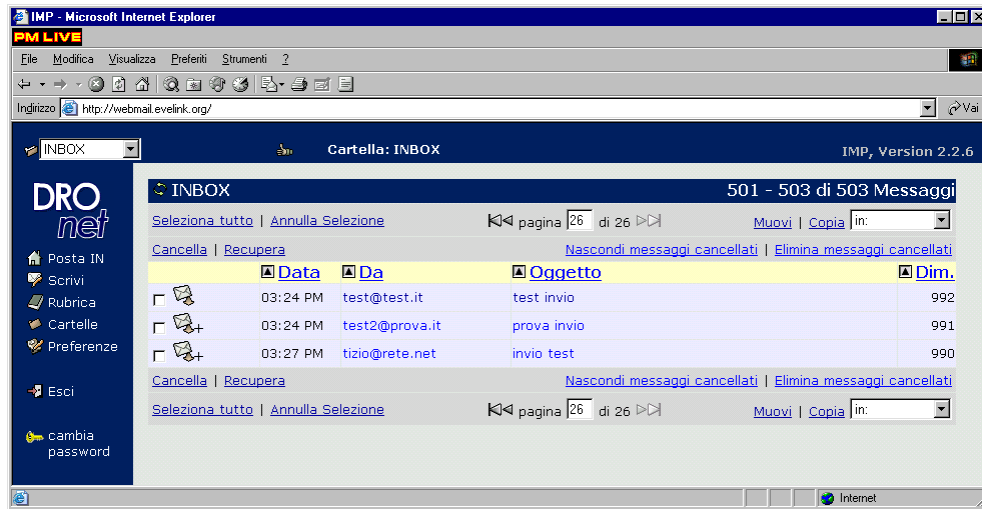 IMP - Microsoft Internet Explorer
PM LIVE
File Modifica Visualizza Preferiti Strumenti ?
Indirizzo http://webmail.evelink.org/ Vai
INBOX Cartella: INBOX IMP, Version 2.2.6
DRO
net
Posta IN
Scrivi
Rubrica
Cartelle
Preferenze
Esci
cambia
password
INBOX 501 - 503 di 503 Messaggi
Seleziona tutto | Annulla Selezione pagina 26 di 26 Muovi | Copia in:
Cancella | Recupera Nascondi messaggi cancellati | Elimina messaggi cancellati
Data Da Oggetto Dim.
03:24 PM test@test.it test invio 992
+ 03:24 PM test2@prova.it prova invio 991
+ 03:27 PM tizio@rete.net invio test 990
Cancella | Recupera Nascondi messaggi cancellati | Elimina messaggi cancellati
Seleziona tutto | Annulla Selezione pagina 26 di 26 Muovi | Copia in:
Internet